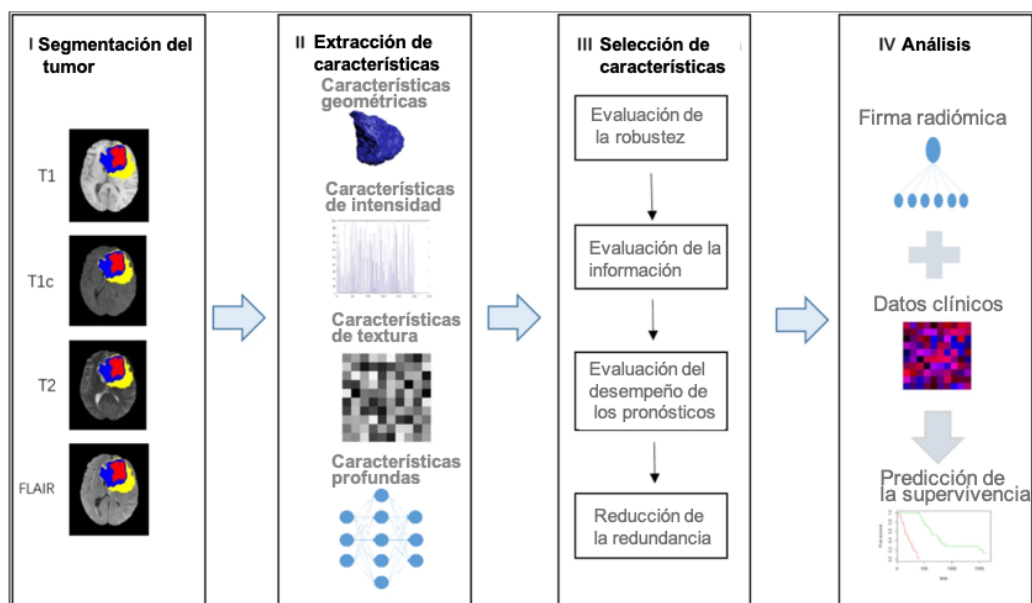 I Segmentación del
tumor
T1
T1c
T2
FLAIR
II Extracción de
características
Características
geométricas
Características
de intensidad
Características
de textura
Características
profundas
III Selección de
características
Evaluación de
la robustez
Evaluación de la
información
Evaluación del
desempeño de
los pronósticos
Reducción de
la redundancia
IV Análisis
Firma radiómica
Datos clínicos
Predicción de
la supervivencia